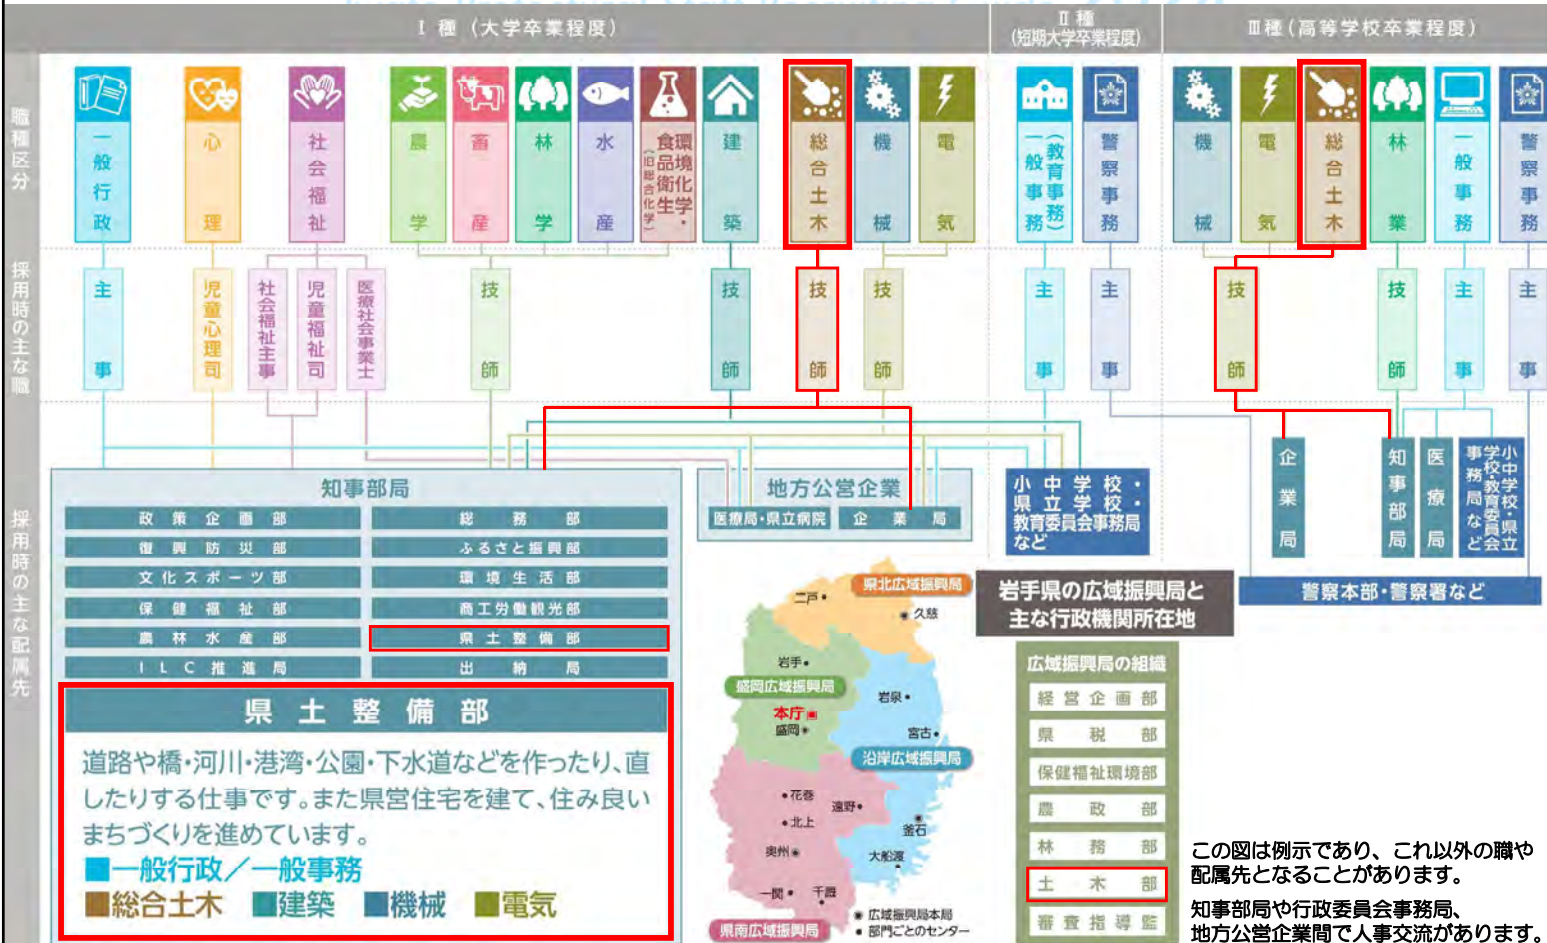 Ⅰ 種 （大学卒業程度）
Ⅱ 種
(短期大学卒業程度)
Ⅲ種（高等学校卒業程度）
職種区分
一般行政
心理
社会福祉
農学
畜産
林学
水産
環境化学・
食品衛生
（旧総合化学）
建築
総合土木
機械
電気
一般事務
（教育事務）
警察事務
機械
電気
総合土木
林業
一般事務
警察事務
採用時の主な職
主事
児童心理司
社会福祉主事
児童福祉司
医療社会事業士
技師
技師
技師
技師
主事
主事
技師
技師
主事
主事
採用時の主な配属先
知事部局
政策企画部
総務部
復興防災部
ふるさと振興部
文化スポーツ部
環境生活部
保健福祉部
商工労働観光部
農林水産部
県土整備部
ＩＬＣ推進局
出納局
県土整備部
道路や橋・河川・港湾・公園・下水道などを作ったり、直
したりする仕事です。また県営住宅を建て、住み良い
まちづくりを進めています。
■一般行政／一般事務
■総合土木 ■建築 ■機械 ■電気
地方公営企業
医療局・県立病院
企業局
小中学校・
県立学校・
教育委員会事務局
など
企業局
知事部局
医療局
小中学校・県立
学校・教育委員会
事務局など
警察本部・警察署など
岩手県の広域振興局と
主な行政機関所在地
県北広域振興局
二戸
久慈
岩手
盛岡広域振興局
岩泉
本庁
盛岡
宮古
沿岸広域振興局
花巻
遠野
北上
釜石
奥州
大船渡
一関
千厩
県南広域振興局
広域振興局本局
部門ごとのセンター
広域振興局の組織
経営企画部
県税部
保健福祉環境部
農政部
林務部
土木部
審査指導監
この図は例示であり、これ以外の職や
配属先となることがあります。
知事部局や行政委員会事務局、
地方公営企業間で人事交流があります。